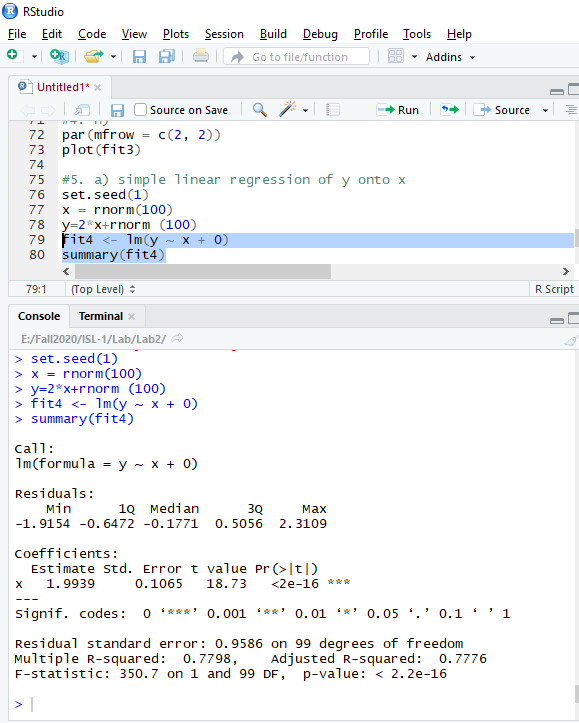 RStudio
File Edit Code View Plots Session Build Debug Profile Tools Help
Go to file/function Addins
Untitled1*
Source on Save Run Source
72 par(mfrow = c(2, 2))
73 plot(fit3)
74
75 #5. a) simple linear regression of y onto x
76 set.seed(1)
77 x = rnorm(100)
78 y=2*x+rnorm (100)
79 fit4 <- lm(y ~ x + 0)
80 summary(fit4)
79:1 (Top Level) R Script
Console Terminal
E:/Fall2020/ISL-1/Lab/Lab2/
> set.seed(1)
> x = rnorm(100)
> y=2*x+rnorm (100)
> fit4 <- lm(y ~ x + 0)
> summary(fit4)
Call:
lm(formula = y ~ x + 0)
Residuals:
Min 1Q Median 3Q Max
-1.9154 -0.6472 -0.1771 0.5056 2.3109
Coefficients:
Estimate Std. Error t value Pr(>|t|)
x 1.9939 0.1065 18.73 <2e-16 ***
---
Signif. codes: 0 ‘***’ 0.001 ‘**’ 0.01 ‘*’ 0.05 ‘.’ 0.1 ‘ ’ 1
Residual standard error: 0.9586 on 99 degrees of freedom
Multiple R-squared: 0.7798, Adjusted R-squared: 0.7776
F-statistic: 350.7 on 1 and 99 DF, p-value: < 2.2e-16
>